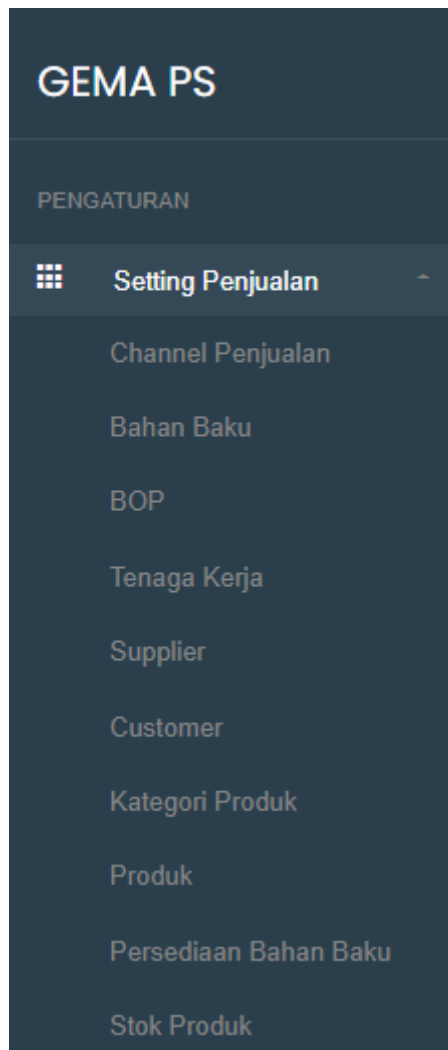 GEMA PS
PENGATURAN
Setting Penjualan
Channel Penjualan
Bahan Baku
BOP
Tenaga Kerja
Supplier
Customer
Kategori Produk
Produk
Persediaan Bahan Baku
Stok Produk